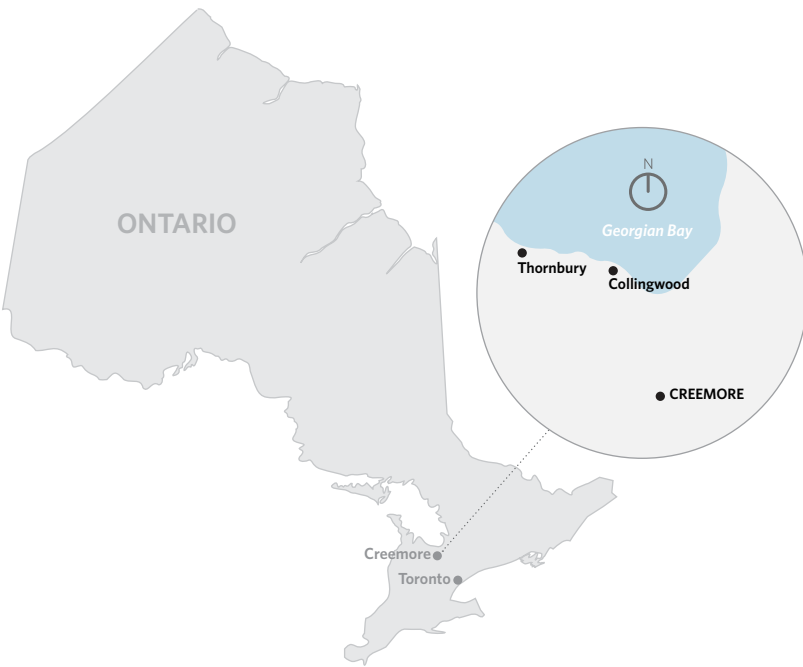 ONTARIO
N
Georgian Bay
Thornbury
Collingwood
CREEMORE
Creemore
Toronto